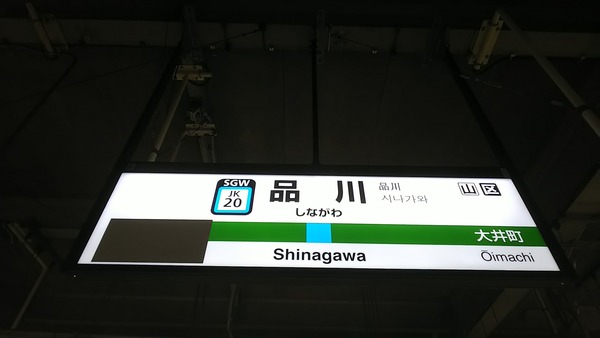 SGW
JK
20
品川
品川
시나가와
山 区
しながわ
大井町
Shinagawa
Ōimachi